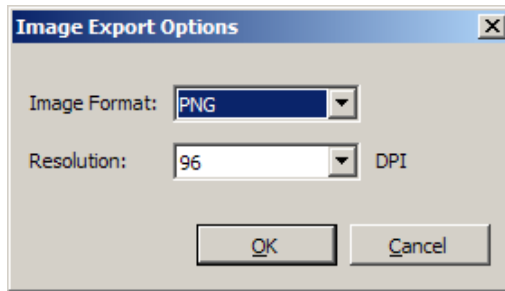 Image Export Options
Image Format: PNG
Resolution: 96 DPI
OK Cancel